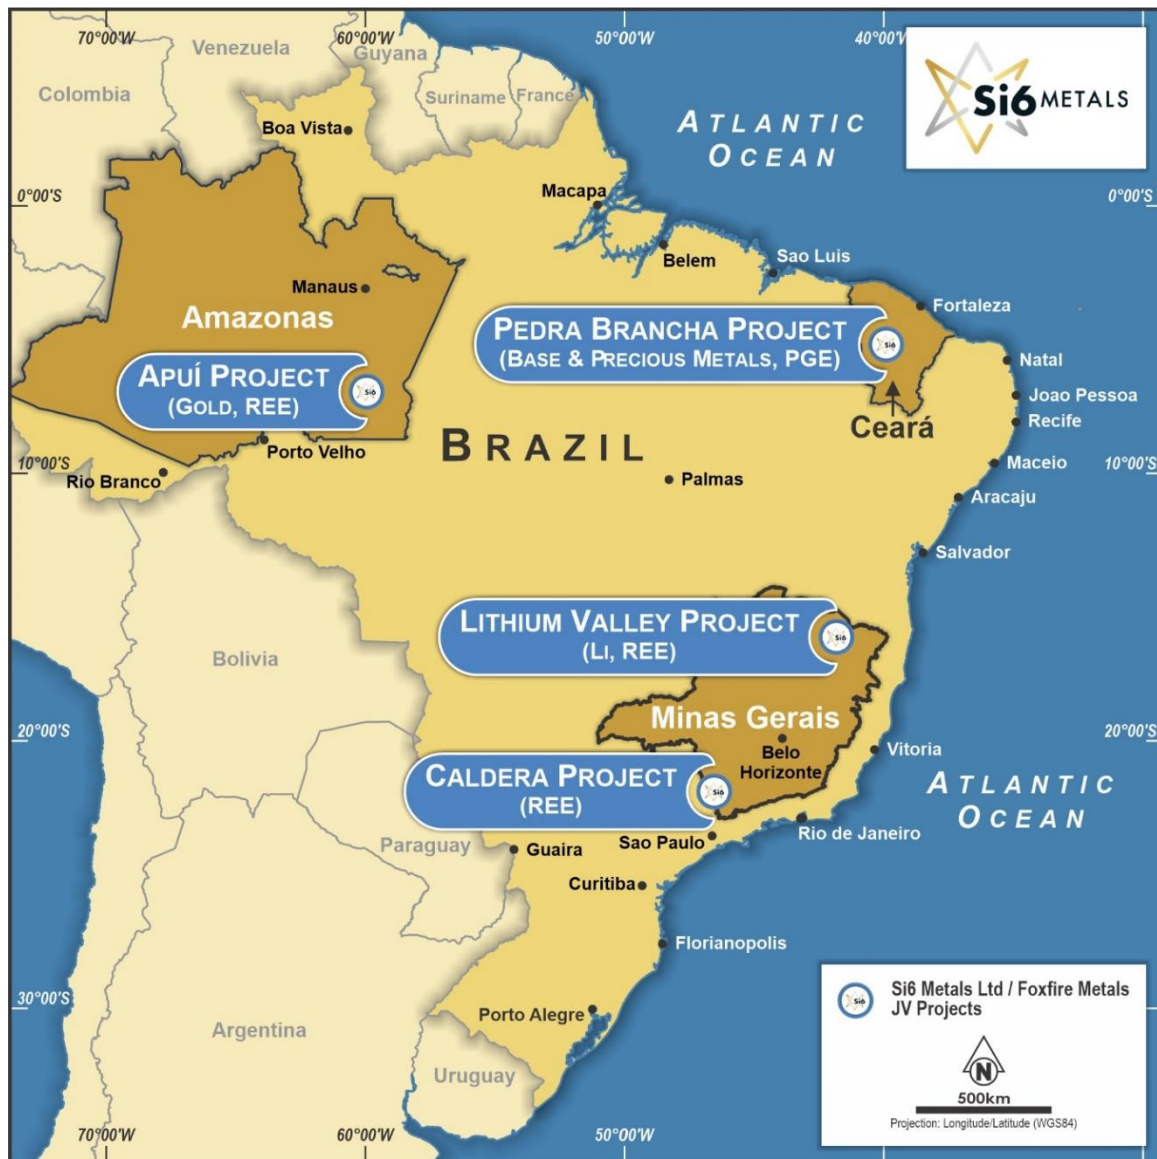 70°00'W
60°00'W
50°00'W
40°00'W
Venezuela
Guyana
Suriname
France
Colombia
Si6 METALS
ATLANTIC
OCEAN
Boa Vista
0°00'S
0°00'S
Macapa
Belem
Sao Luis
Manaus
Fortaleza
Amazonas
PEDRA BRANCHA PROJECT
(BASE & PRECIOUS METALS, PGE)
Si6
Natal
APUÍ PROJECT
(GOLD, REE)
Si6
Joao Pessoa
Ceará
Recife
BRAZIL
Porto Velho
Maceio
10°00'S
10°00'S
Rio Branco
Palmas
Aracaju
Salvador
LITHIUM VALLEY PROJECT
(LI, REE)
Si6
Bolivia
Minas Gerais
20°00'S
20°00'S
Belo
Horizonte
Vitoria
CALDERA PROJECT
(REE)
Si6
ATLANTIC
OCEAN
Rio de Janeiro
Sao Paulo
Paraguay
Guaira
Curitiba
Florianopolis
30°00'S
Porto Alegre
Argentina
Uruguay
Si6
Si6 Metals Ltd / Foxfire Metals
JV Projects
N
500km
Projection: Longitude/Latitude (WGS84)
70°00'W
60°00'W
50°00'W